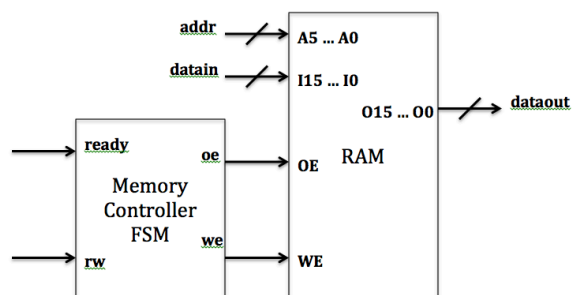 addr
A5 ... A0
datain
I15 ... I0
O15 ... O0
dataout
ready
oe
OE
RAM
Memory
Controller
FSM
we
WE
rw